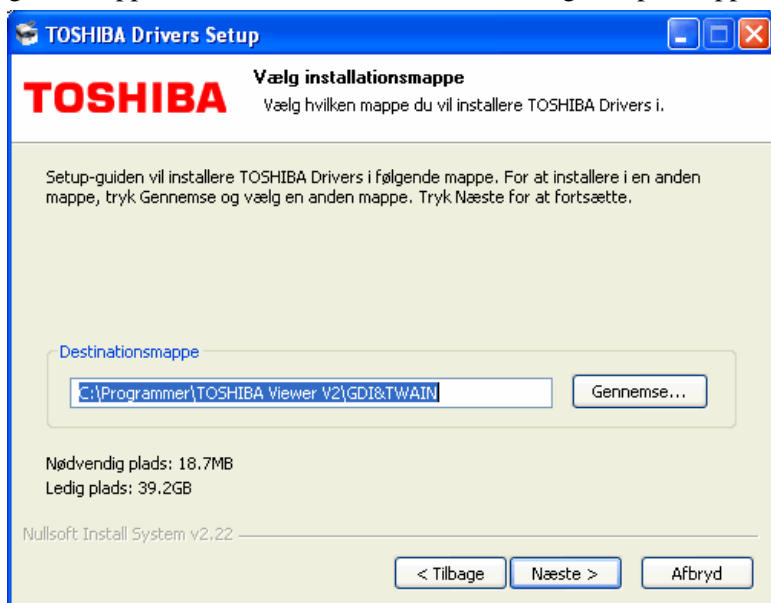 TOSHIBA Drivers Setup
TOSHIBA
Vælg installationsmappe
Vælg hvilken mappe du vil installere TOSHIBA Drivers i.
Setup-guiden vil installere TOSHIBA Drivers i følgende mappe. For at installere i en anden
mappe, tryk Gennemse og vælg en anden mappe. Tryk Næste for at fortsætte.
Destinationsmappe
C:\Programmer\TOSHIBA Viewer V2\GDI&TWAIN
Gennemse...
Nødvendig plads: 18.7MB
Ledig plads: 39.2GB
Nullsoft Install System v2.22
< Tilbage
Næste >
Afbryd